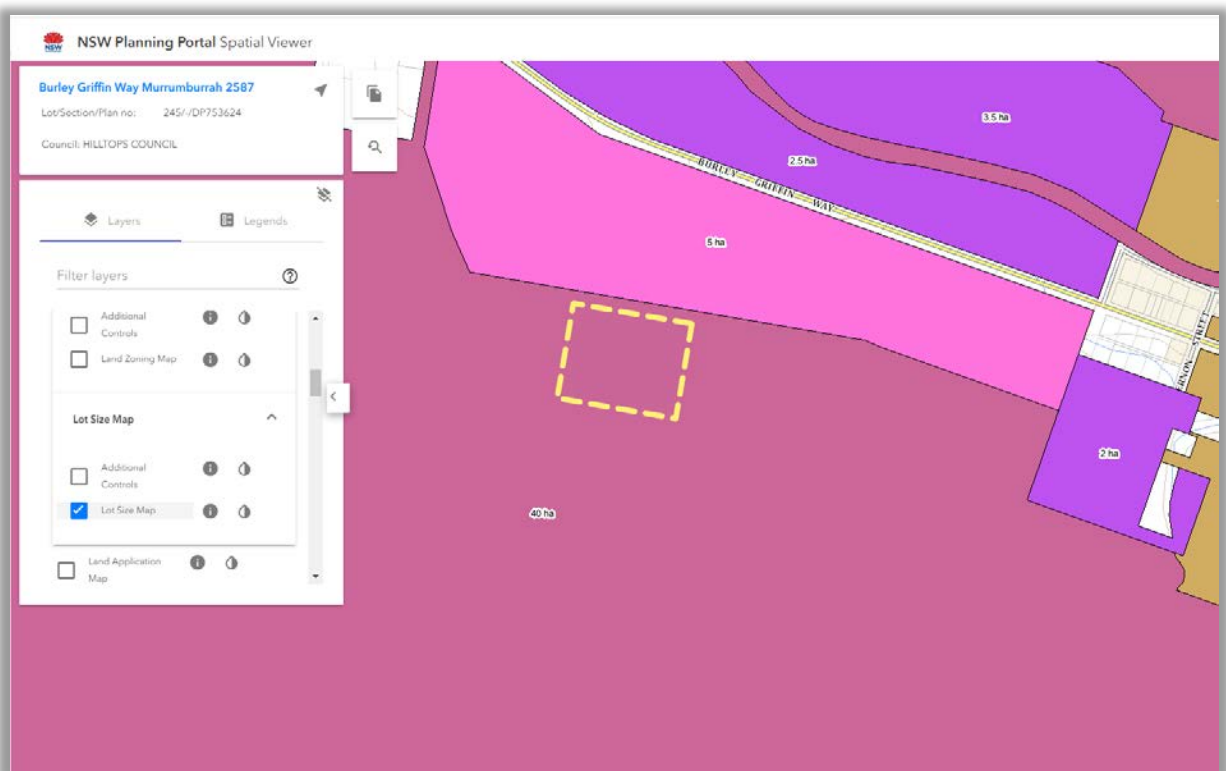 NSW
NSW Planning Portal Spatial Viewer
Burley Griffin Way Murrumburrah 2587
Lot/Section/Plan no: 245/-/DP753624
Council: HILLTOPS COUNCIL
Layers
Legends
Filter layers
Additional
Controls
Land Zoning Map
Lot Size Map
Additional
Controls
Lot Size Map
Land Application
Map
3.5 ha
2.5 ha
BURLEY GRIFFIN WAY
5 ha
2 ha
40 ha